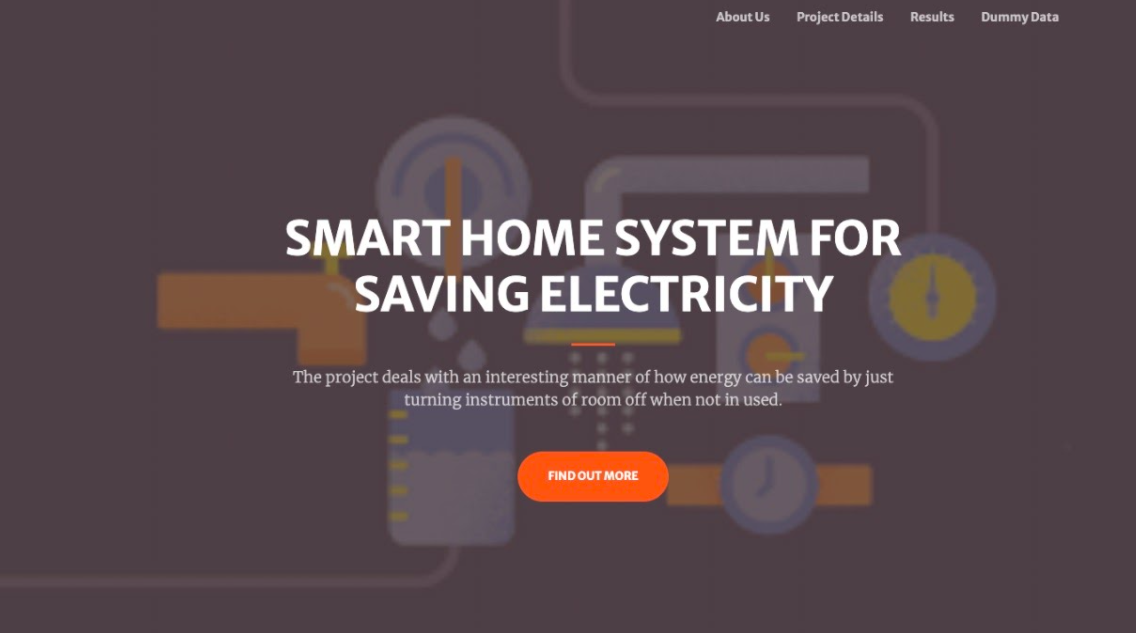 About Us Project Details Results Dummy Data
SMART HOME SYSTEM FOR
SAVING ELECTRICITY
The project deals with an interesting manner of how energy can be saved by just
turning instruments of room off when not in used.
FIND OUT MORE